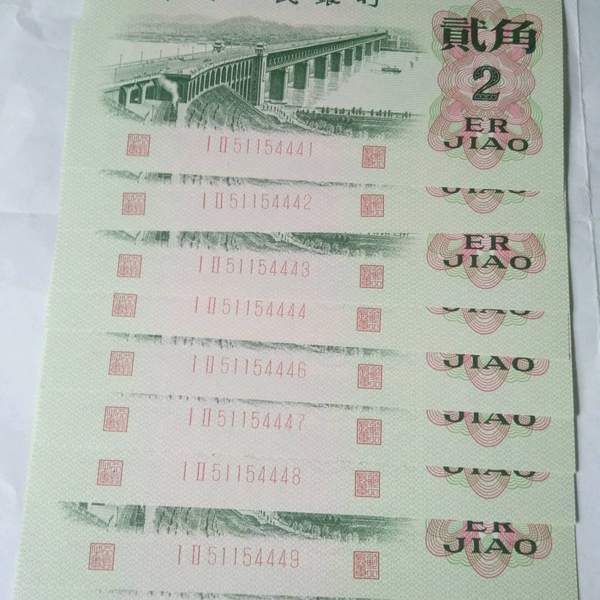 貳角
2
ER
JIAO
I II 51154441
I II 51154442
ER
JIAO
I II 51154443
I II 51154444
JIAO
I II 51154446
JIAO
I II 51154447
I II 51154448
ER
JIAO
I II 51154449